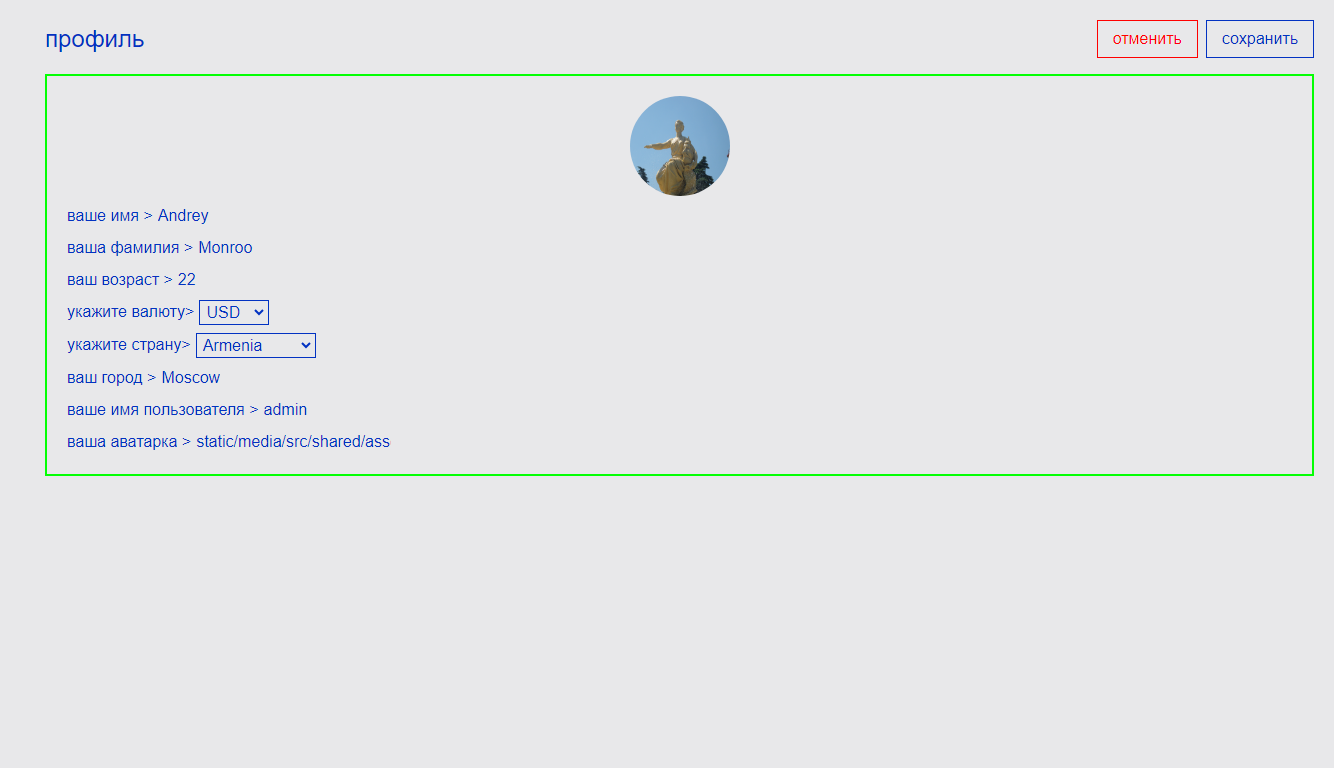 профиль
отменить сохранить
ваше имя > Andrey
ваша фамилия > Monroo
ваш возраст > 22
укажите валюту> USD
укажите страну> Armenia
ваш город > Moscow
ваше имя пользователя > admin
ваша аватарка > static/media/src/shared/ass